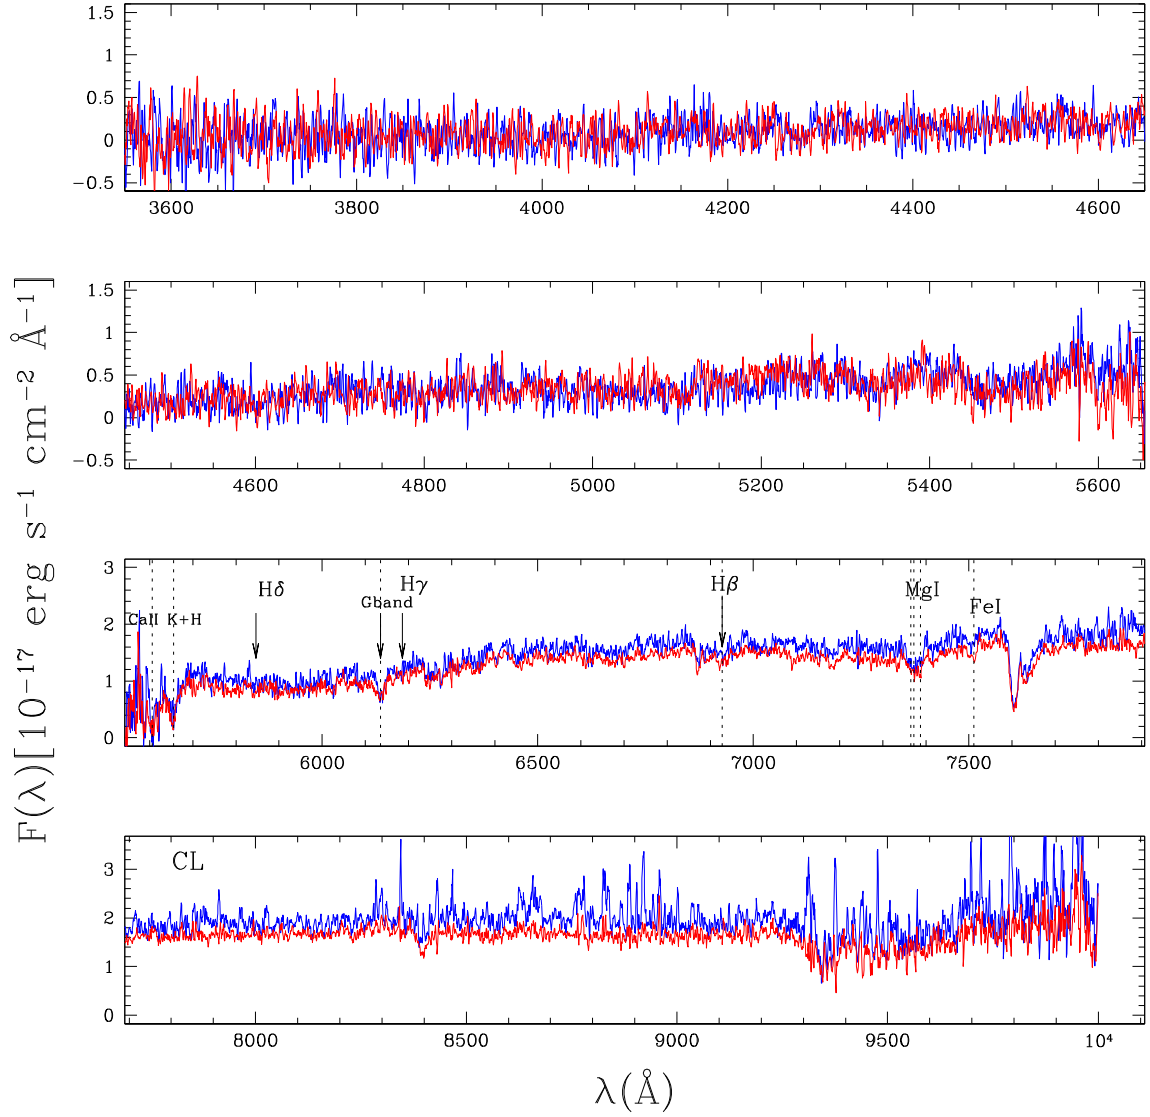 F(λ)[10⁻¹⁷ erg s⁻¹ cm⁻² Å⁻¹]
1.5
1
0.5
0
−0.5
3600 3800 4000 4200 4400 4600
1.5
1
0.5
0
−0.5
4600 4800 5000 5200 5400 5600
3
2
1
0
CaII K+H
Hδ
Gband
Hγ
Hβ
MgI
FeI
6000 6500 7000 7500
3
2
1
0
CL
8000 8500 9000 9500 10⁴
λ(Å)